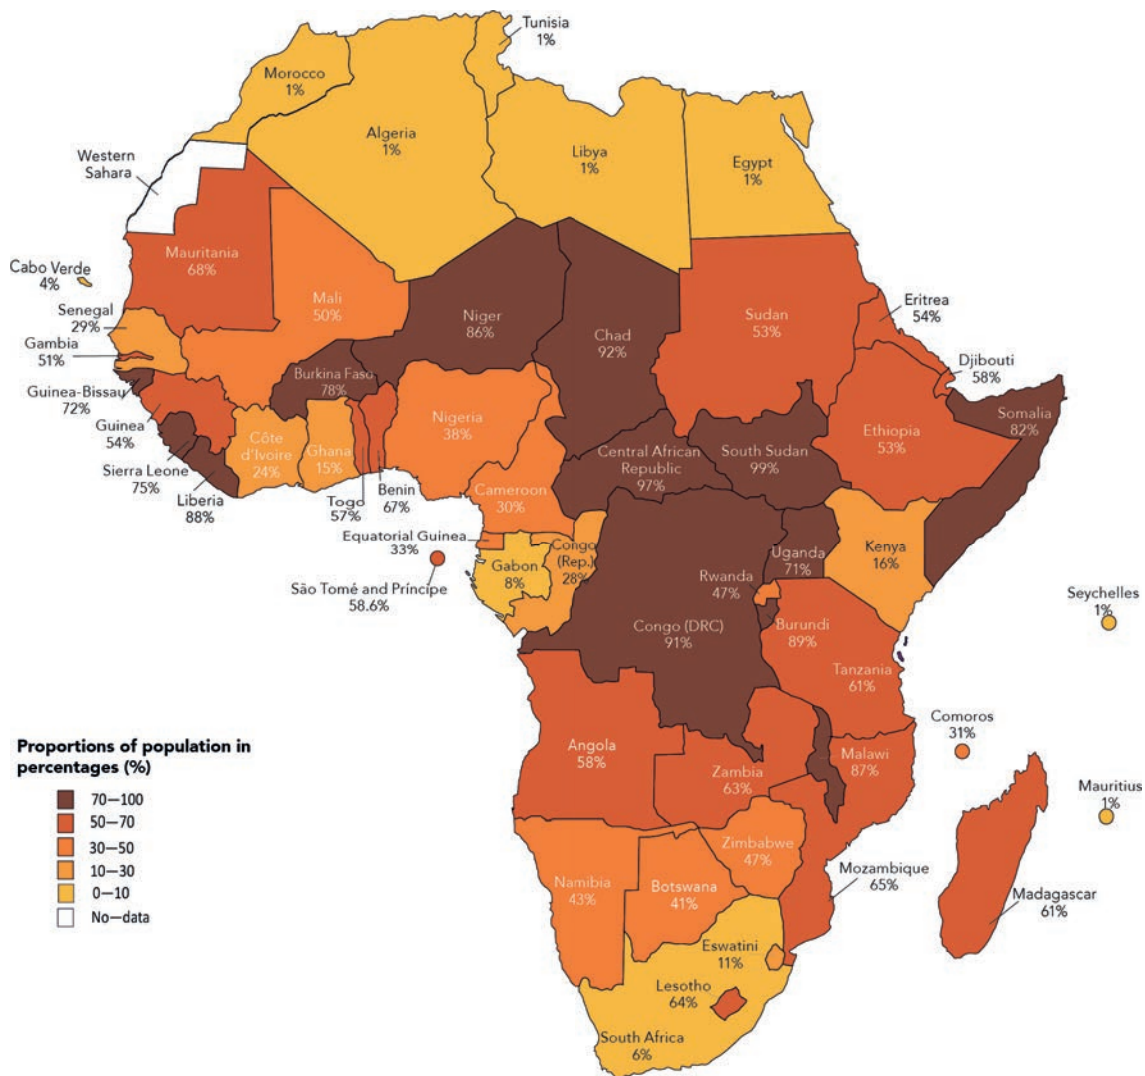 Tunisia
1%
Morocco
1%
Algeria
1%
Libya
1%
Egypt
1%
Western
Sahara
Mauritania
68%
Cabo Verde
4%
Mali
50%
Niger
86%
Chad
92%
Sudan
53%
Eritrea
54%
Senegal
29%
Gambia
51%
Djibouti
58%
Guinea-Bissau
72%
Burkina Faso
78%
Guinea
54%
Nigeria
38%
Somalia
82%
Ethiopia
53%
Côte
d'Ivoire
24%
Ghana
15%
Central African
Republic
97%
South Sudan
99%
Sierra Leone
75%
Liberia
88%
Togo
57%
Benin
67%
Cameroon
30%
Equatorial Guinea
33%
Congo
(Rep.)
28%
Gabon
8%
Uganda
71%
Kenya
16%
Rwanda
47%
São Tomé and Príncipe
58.6%
Seychelles
1%
Congo (DRC)
91%
Burundi
89%
Tanzania
61%
Comoros
31%
Angola
58%
Zambia
63%
Malawi
87%
Mauritius
1%
Zimbabwe
47%
Namibia
43%
Botswana
41%
Mozambique
65%
Madagascar
61%
Eswatini
11%
Lesotho
64%
South Africa
6%
Proportions of population in
percentages (%)
70—100
50—70
30—50
10—30
0—10
No—data